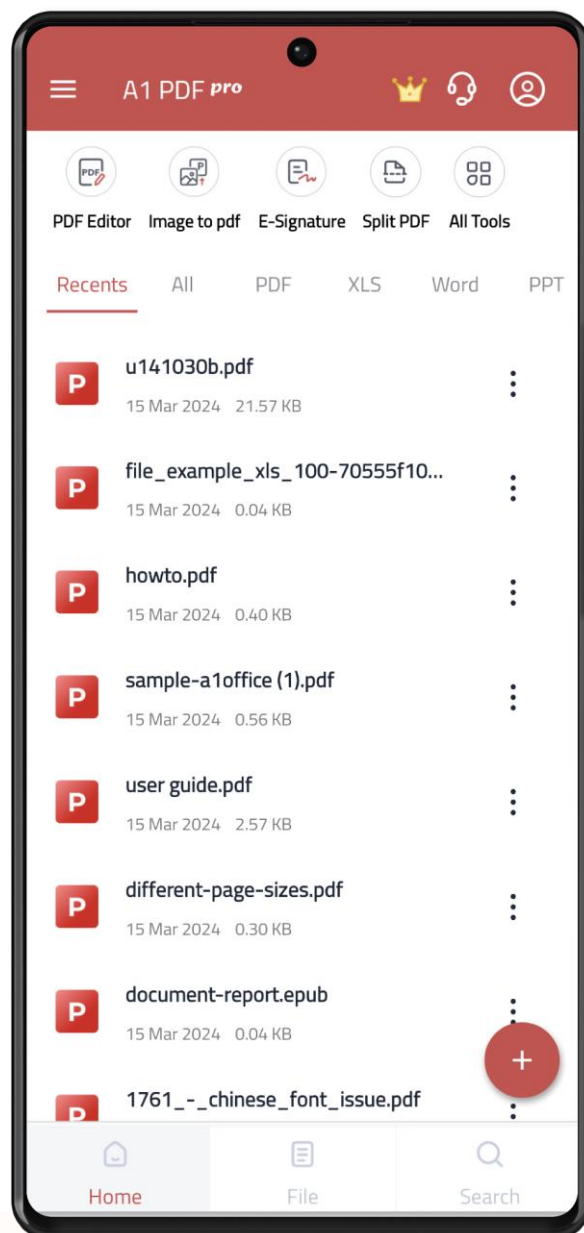 A1 PDF pro
PDF Editor Image to pdf E-Signature Split PDF All Tools
Recents All PDF XLS Word PPT
u141030b.pdf
15 Mar 2024 21.57 KB
file_example_xls_100-70555f10...
15 Mar 2024 0.04 KB
howto.pdf
15 Mar 2024 0.40 KB
sample-a1office (1).pdf
15 Mar 2024 0.56 KB
user guide.pdf
15 Mar 2024 2.57 KB
different-page-sizes.pdf
15 Mar 2024 0.30 KB
document-report.epub
15 Mar 2024 0.04 KB
1761_-_chinese_font_issue.pdf
Home File Search